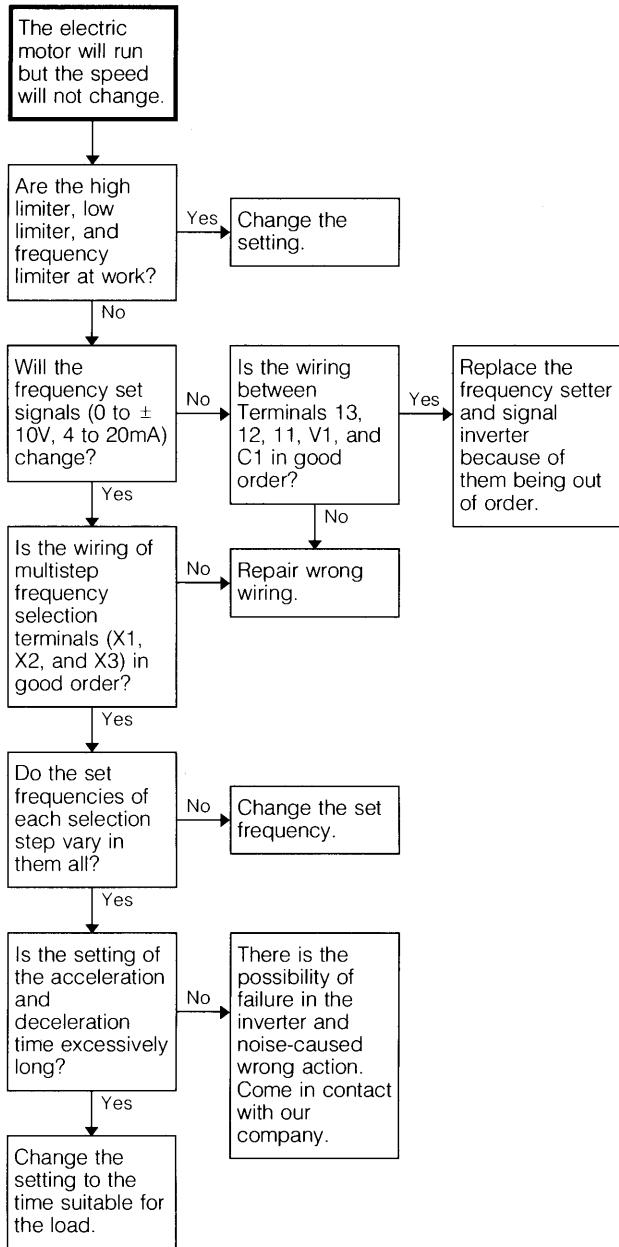 The electric
motor will run
but the speed
will not change.
Are the high
limiter, low
limiter, and
frequency
limiter at work?
Yes
Change the
setting.
No
Will the
frequency set
signals (0 to ±
10V, 4 to 20mA)
change?
No
Is the wiring
between
Terminals 13,
12, 11, V1, and
C1 in good
order?
Yes
Replace the
frequency setter
and signal
inverter
because of
them being out
of order.
Yes
No
Is the wiring of
multistep
frequency
selection
terminals (X1,
X2, and X3) in
good order?
No
Repair wrong
wiring.
Yes
Do the set
frequencies of
each selection
step vary in
them all?
No
Change the set
frequency.
Yes
Is the setting of
the acceleration
and
deceleration
time excessively
long?
No
There is the
possibility of
failure in the
inverter and
noise-caused
wrong action.
Come in contact
with our
company.
Yes
Change the
setting to the
time suitable for
the load.